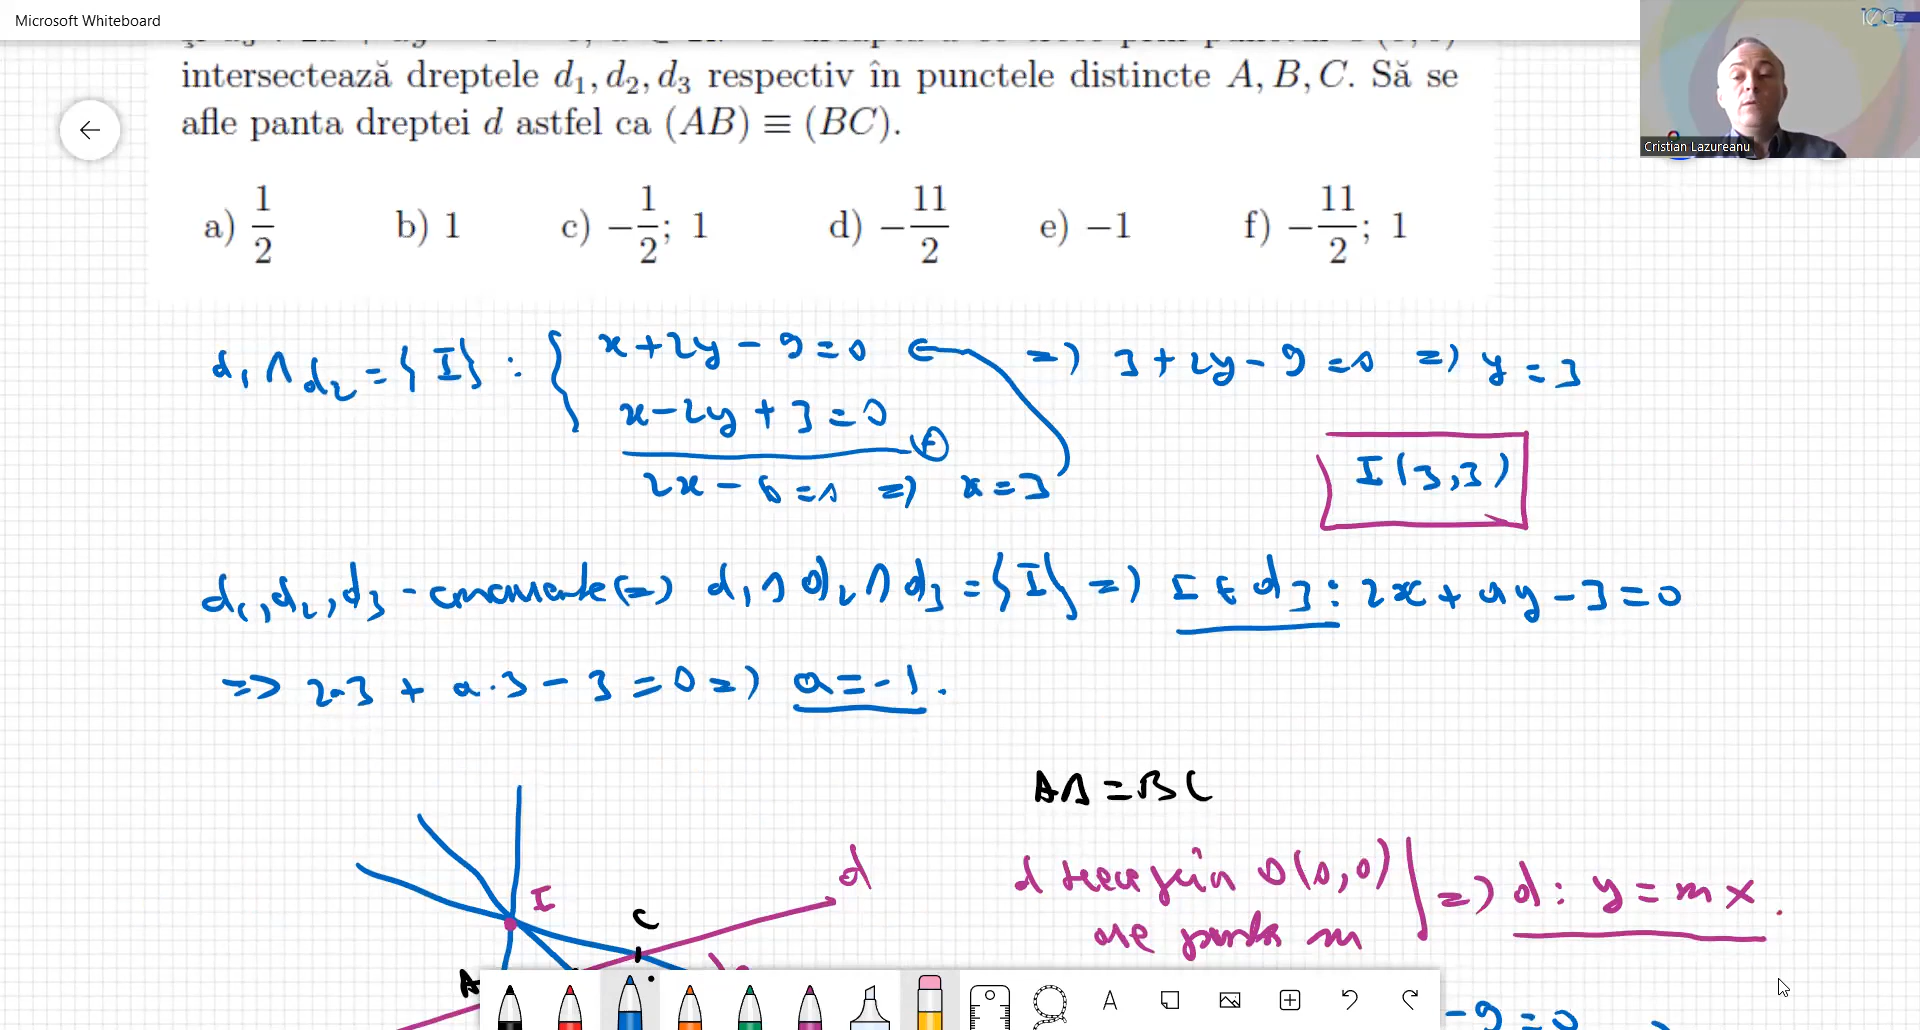 Microsoft Whiteboard
Cristian Lazureanu
intersectează dreptele d₁, d₂, d₃ respectiv în punctele distincte A, B, C. Să se
afle panta dreptei d astfel ca (AB) ≡ (BC).
a) 1/2 b) 1 c) −1/2; 1 d) −11/2 e) −1 f) −11/2; 1
d₁ ∩ d₂ = {I} : { x + 2y − 9 = 0 => 3 + 2y − 9 = 0 => y = 3
x − 2y + 3 = 0 +
2x − 6 = 0 => x = 3
I(3,3)
d₁, d₂, d₃ - concurente (=) d₁ ∩ d₂ ∩ d₃ = {I} => I ∈ d₃ : 2x + ay − 3 = 0
=> 2·3 + a·3 − 3 = 0 => a = −1.
AB = BC
d trece prin O(0,0) => d: y = mx.
are panta m
d
I
C
A
−9 = 0